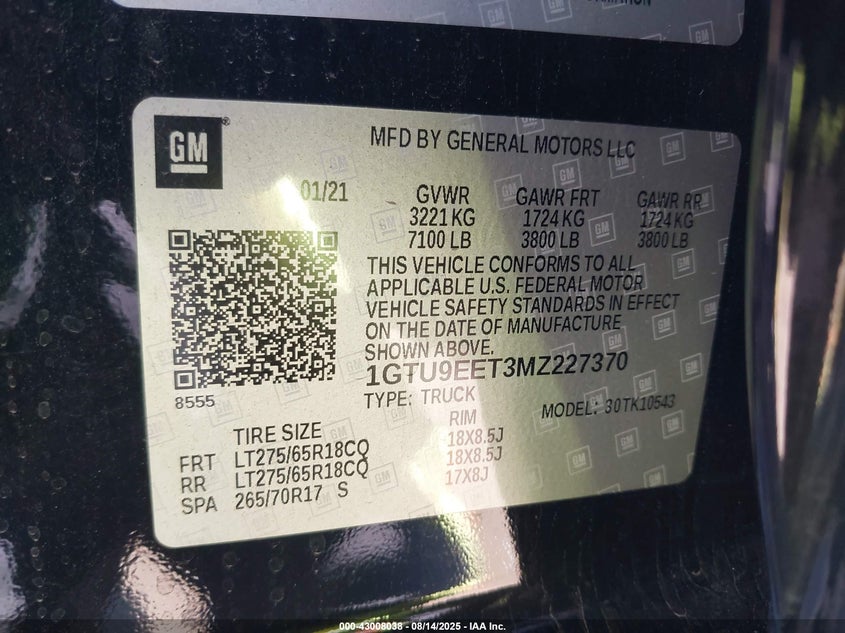 GM
MFD BY GENERAL MOTORS LLC
01/21
GVWR GAWR FRT GAWR RR
3221 KG 1724 KG 1724 KG
7100 LB 3800 LB 3800 LB
THIS VEHICLE CONFORMS TO ALL
APPLICABLE U.S. FEDERAL MOTOR
VEHICLE SAFETY STANDARDS IN EFFECT
ON THE DATE OF MANUFACTURE
SHOWN ABOVE.
1GTU9EET3MZ227370
8555
TYPE: TRUCK
MODEL: 30TK10543
TIRE SIZE RIM
FRT LT275/65R18CQ 18X8.5J
RR LT275/65R18CQ 18X8.5J
SPA 265/70R17 S 17X8J
000-43008038 - 08/14/2025 - IAA Inc.